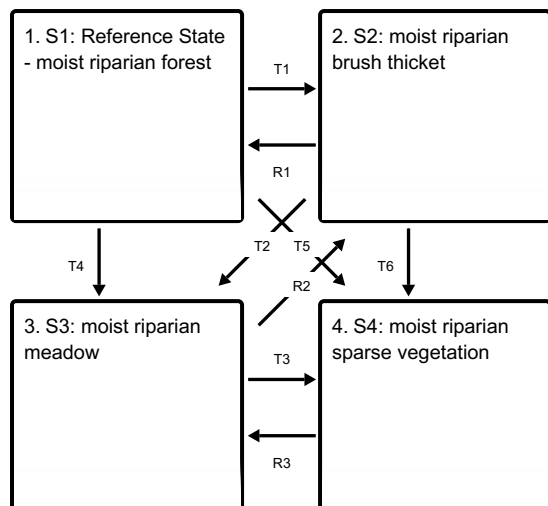 1. S1: Reference State
- moist riparian forest
2. S2: moist riparian
brush thicket
T1
R1
T4
T2
T5
T6
R2
3. S3: moist riparian
meadow
4. S4: moist riparian
sparse vegetation
T3
R3